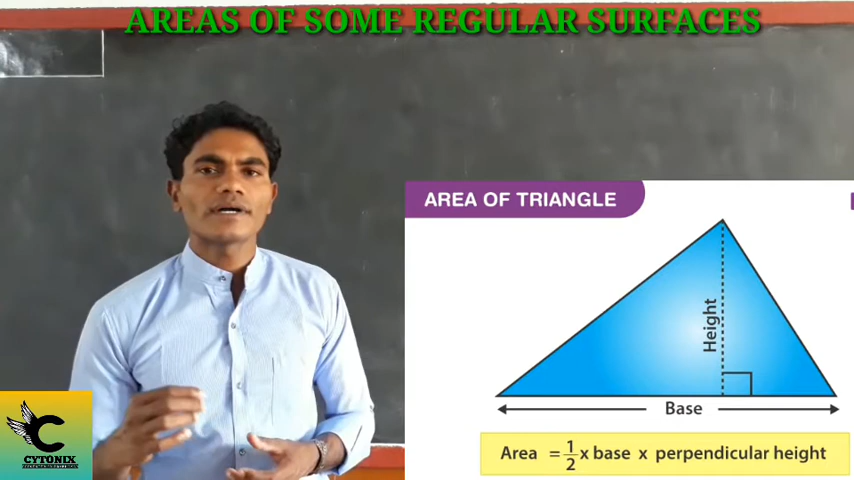 AREAS OF SOME REGULAR SURFACES
AREA OF TRIANGLE
Height
Base
Area = 1/2 x base x perpendicular height
CYTONIX